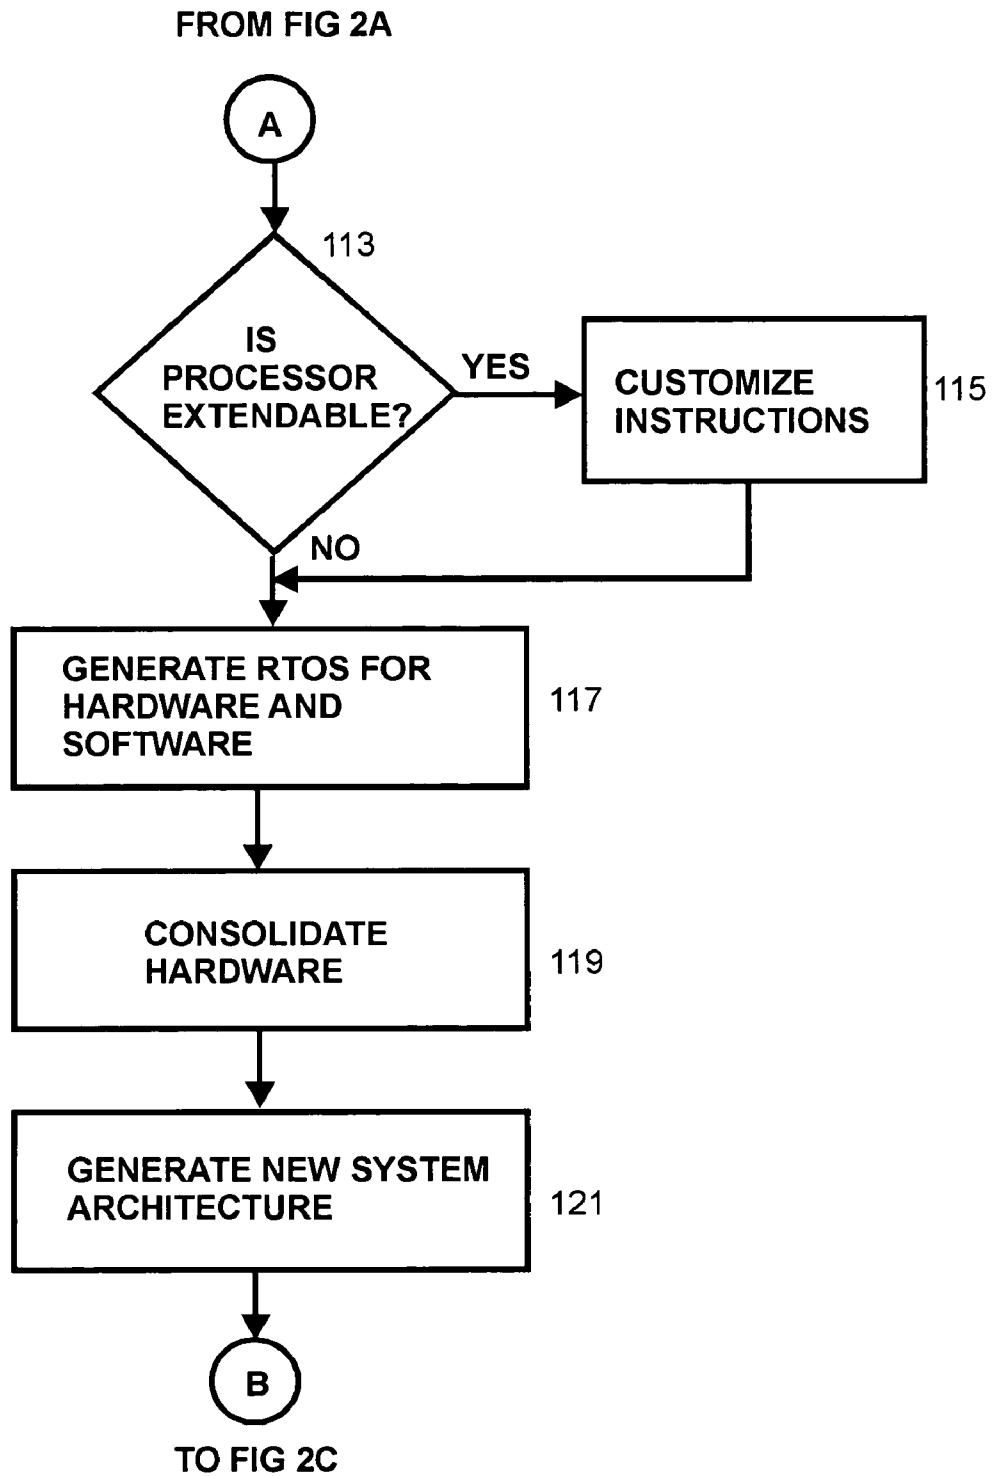 FROM FIG 2A
A
113
IS
PROCESSOR
EXTENDABLE?
YES
CUSTOMIZE
INSTRUCTIONS
115
NO
GENERATE RTOS FOR
HARDWARE AND
SOFTWARE
117
CONSOLIDATE
HARDWARE
119
GENERATE NEW SYSTEM
ARCHITECTURE
121
B
TO FIG 2C